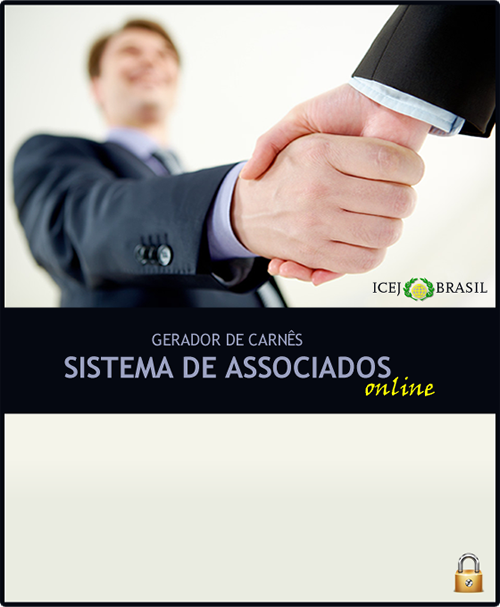 ICEJ BRASIL
GERADOR DE CARNÊS
SISTEMA DE ASSOCIADOS
online